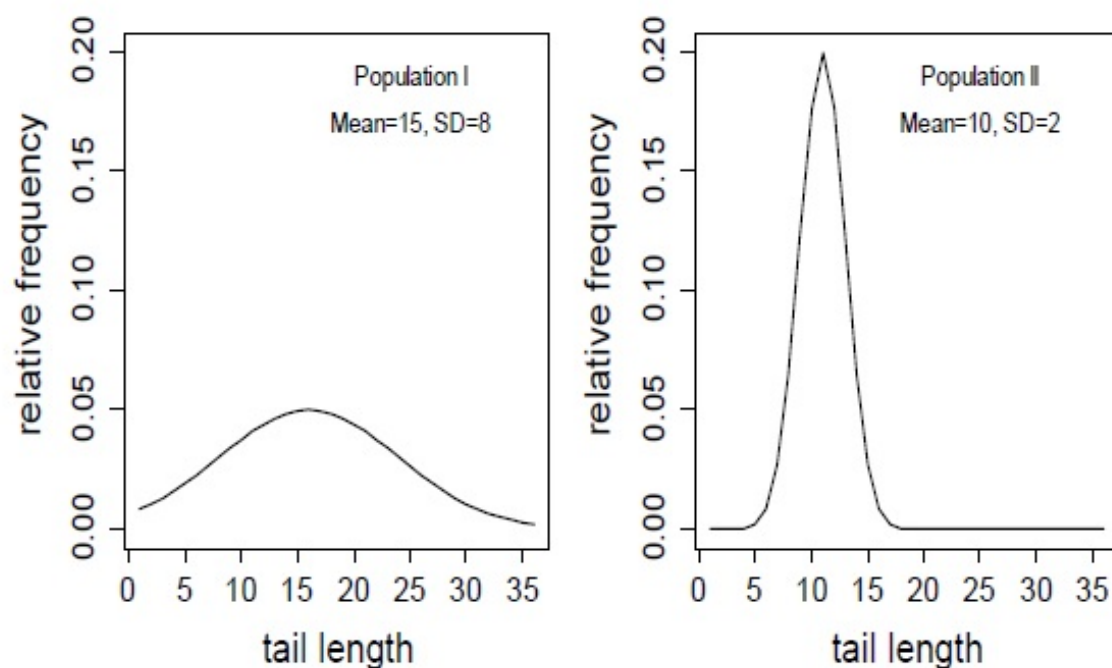 Population I
Mean=15, SD=8
relative frequency
0.20
0.15
0.10
0.05
0.00
0 5 10 15 20 25 30 35
tail length
Population II
Mean=10, SD=2
relative frequency
0.20
0.15
0.10
0.05
0.00
0 5 10 15 20 25 30 35
tail length